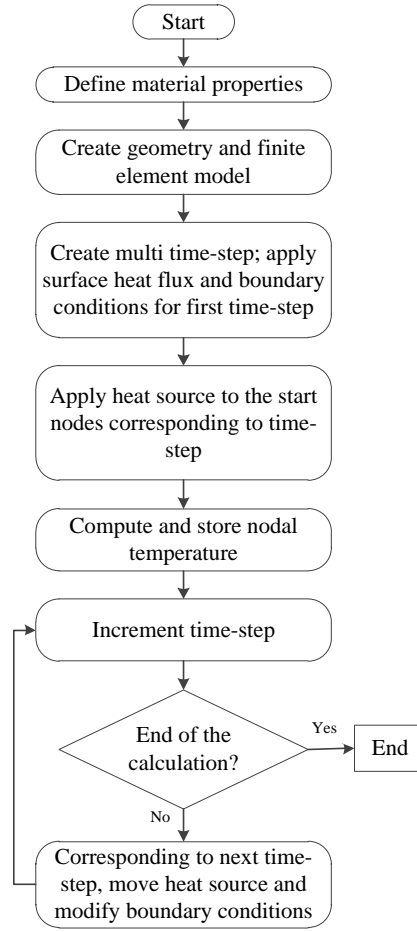 Start
Define material properties
Create geometry and finite
element model
Create multi time-step; apply
surface heat flux and boundary
conditions for first time-step
Apply heat source to the start
nodes corresponding to time-
step
Compute and store nodal
temperature
Increment time-step
End of the
calculation?
Yes
End
No
Corresponding to next time-
step, move heat source and
modify boundary conditions